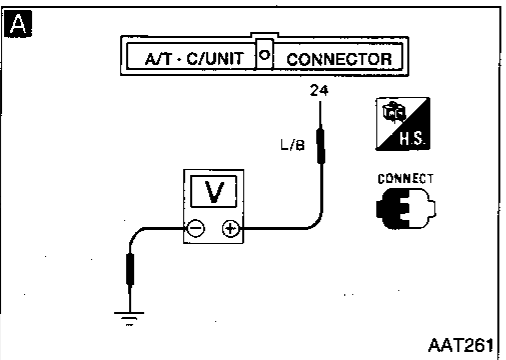 A
A/T・C/UNIT CONNECTOR
24
L/B
H.S.
CONNECT
V
− +
AAT261